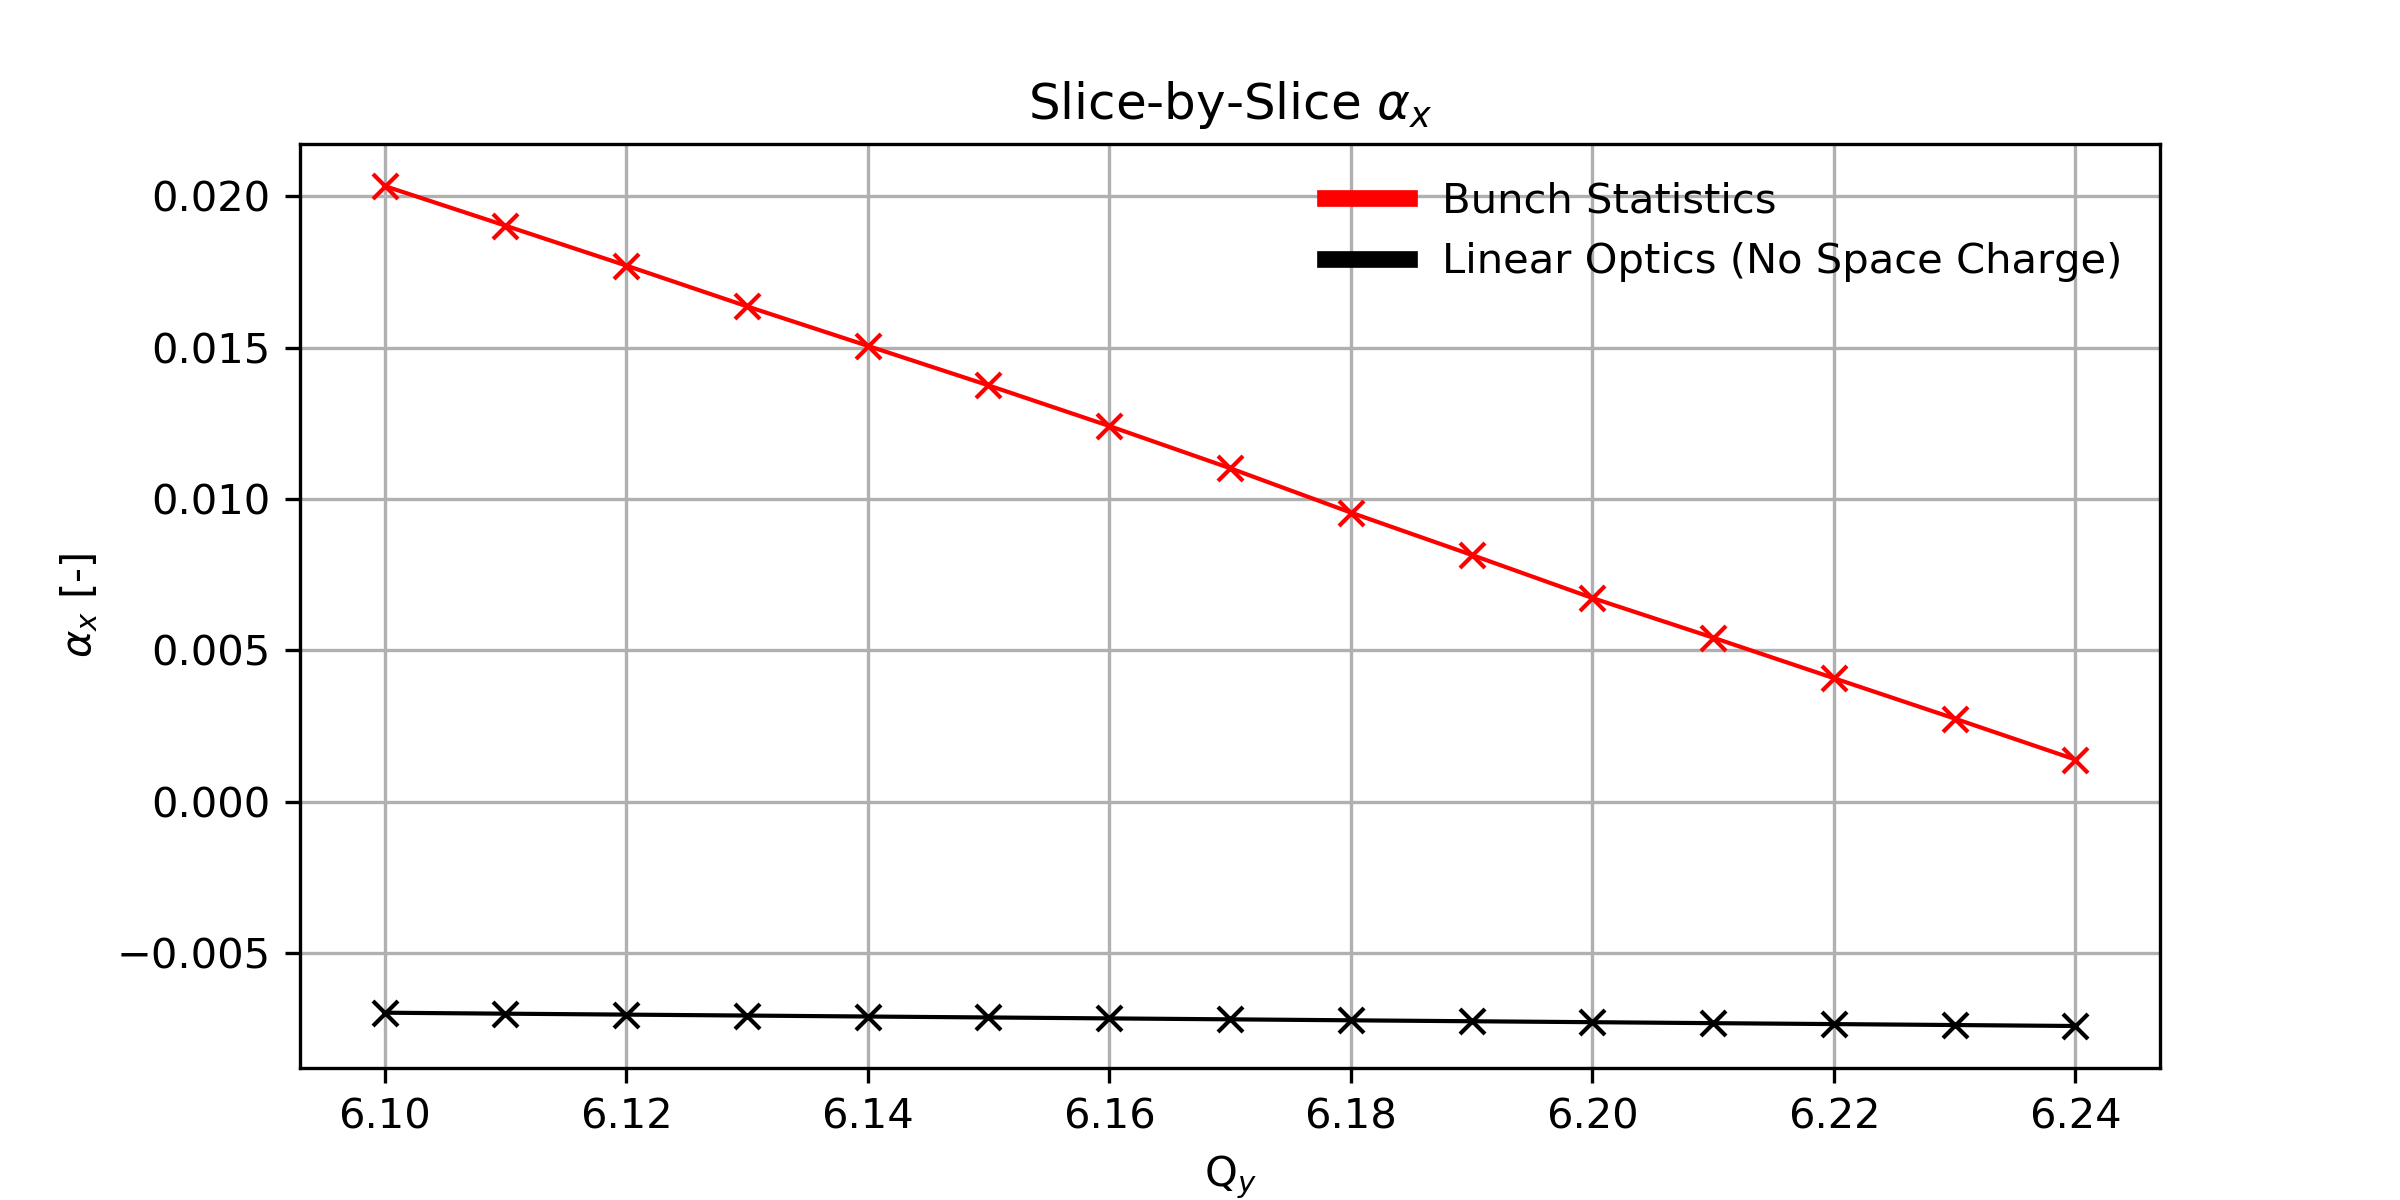 Slice-by-Slice αx
Bunch Statistics
Linear Optics (No Space Charge)
αx [-]
0.020
0.015
0.010
0.005
0.000
−0.005
6.10 6.12 6.14 6.16 6.18 6.20 6.22 6.24
Qy